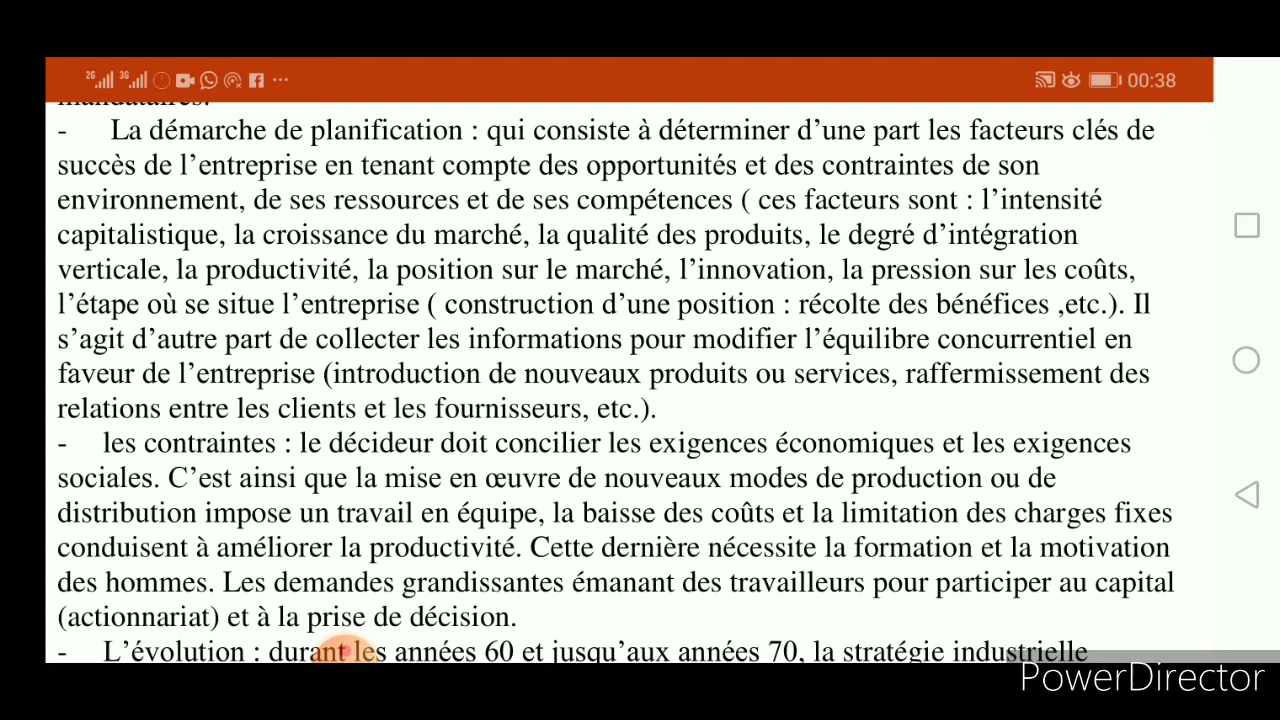 2G 3G 00:38
mandataires.
- La démarche de planification : qui consiste à déterminer d’une part les facteurs clés de
succès de l’entreprise en tenant compte des opportunités et des contraintes de son
environnement, de ses ressources et de ses compétences ( ces facteurs sont : l’intensité
capitalistique, la croissance du marché, la qualité des produits, le degré d’intégration
verticale, la productivité, la position sur le marché, l’innovation, la pression sur les coûts,
l’étape où se situe l’entreprise ( construction d’une position : récolte des bénéfices ,etc.). Il
s’agit d’autre part de collecter les informations pour modifier l’équilibre concurrentiel en
faveur de l’entreprise (introduction de nouveaux produits ou services, raffermissement des
relations entre les clients et les fournisseurs, etc.).
- les contraintes : le décideur doit concilier les exigences économiques et les exigences
sociales. C’est ainsi que la mise en œuvre de nouveaux modes de production ou de
distribution impose un travail en équipe, la baisse des coûts et la limitation des charges fixes
conduisent à améliorer la productivité. Cette dernière nécessite la formation et la motivation
des hommes. Les demandes grandissantes émanant des travailleurs pour participer au capital
(actionnariat) et à la prise de décision.
- L’évolution : durant les années 60 et jusqu’aux années 70, la stratégie industrielle
PowerDirector